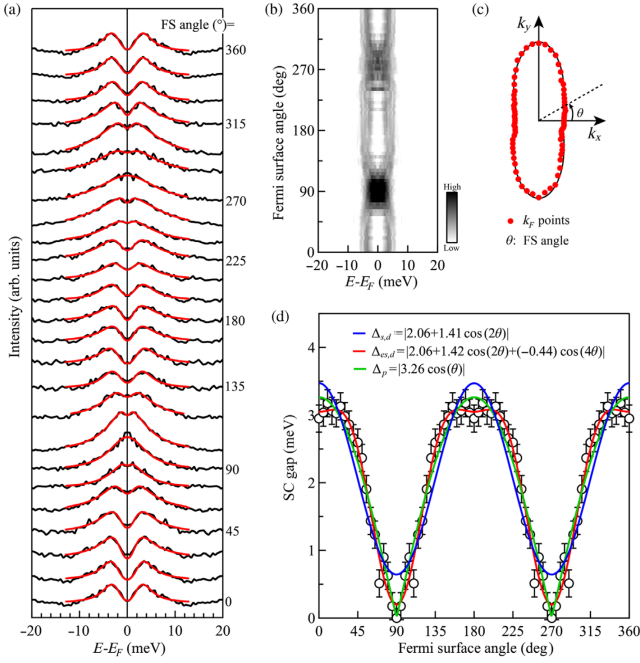 (a)
FS angle (°)=
360
315
270
225
180
135
90
45
0
Intensity (arb. units)
−20 −10 0 10 20
E-E_F (meV)
(b)
360
270
180
90
0
Fermi surface angle (deg)
High
Low
−20 0 20
E-E_F (meV)
(c)
k_y
θ
k_x
k_F points
θ: FS angle
(d)
Δ_{s,d}=|2.06+1.41 cos(2θ)|
Δ_{es,d}=|2.06+1.42 cos(2θ)+(−0.44) cos(4θ)|
Δ_p=|3.26 cos(θ)|
4
3
2
1
0
SC gap (meV)
0 45 90 135 180 225 270 315 360
Fermi surface angle (deg)